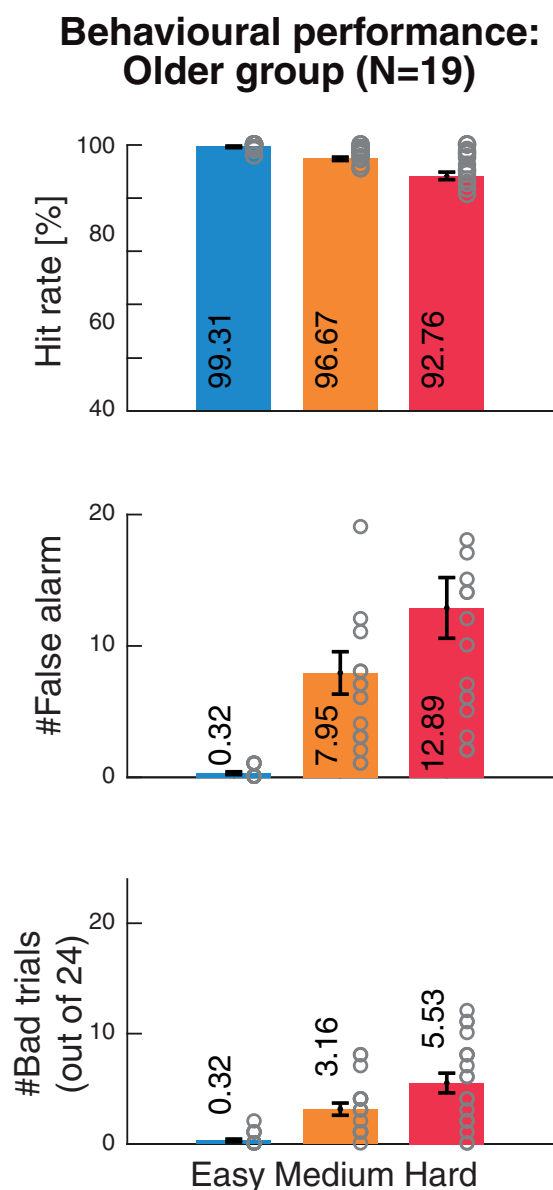 Behavioural performance:
Older group (N=19)
Hit rate [%]
100
80
60
40
99.31
96.67
92.76
#False alarm
20
10
0
0.32
7.95
12.89
#Bad trials
(out of 24)
20
10
0
0.32
3.16
5.53
Easy Medium Hard